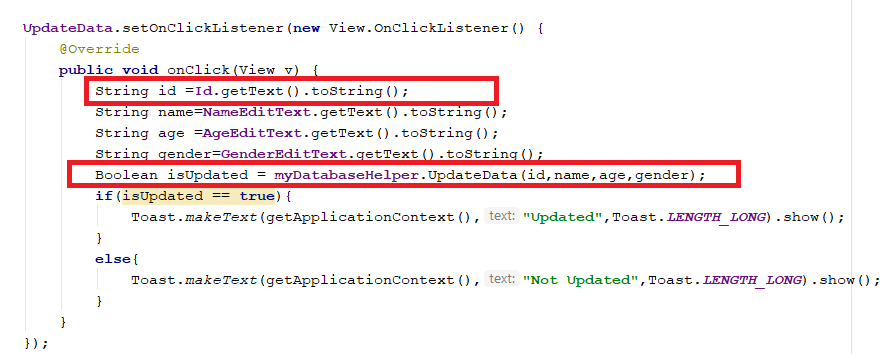 UpdateData.setOnClickListener(new View.OnClickListener() {
    @Override
    public void onClick(View v) {
        String id =Id.getText().toString();
        String name=NameEditText.getText().toString();
        String age =AgeEditText.getText().toString();
        String gender=GenderEditText.getText().toString();
        Boolean isUpdated = myDatabaseHelper.UpdateData(id,name,age,gender);
        if(isUpdated == true){
            Toast.makeText(getApplicationContext(), text: "Updated",Toast.LENGTH_LONG).show();
        }
        else{
            Toast.makeText(getApplicationContext(), text: "Not Updated",Toast.LENGTH_LONG).show();
        }
    }
});